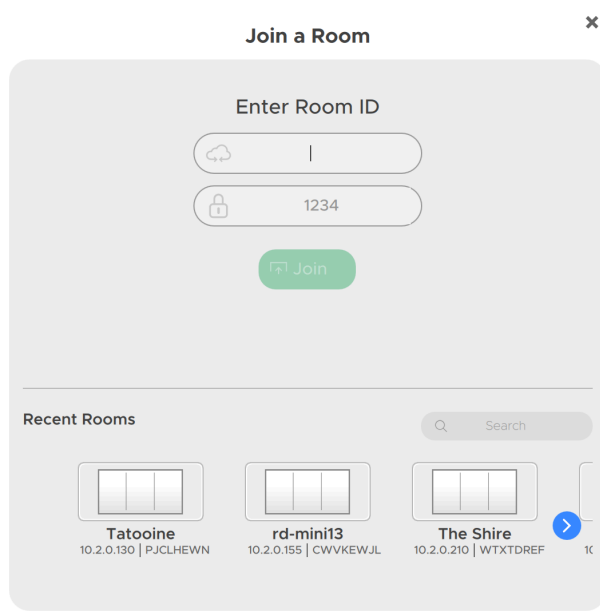 Join a Room
Enter Room ID
1234
Join
Recent Rooms
Search
Tatooine
10.2.0.130 | PJCLHEWN
rd-mini13
10.2.0.155 | CWVKEWJL
The Shire
10.2.0.210 | WTXTDREF